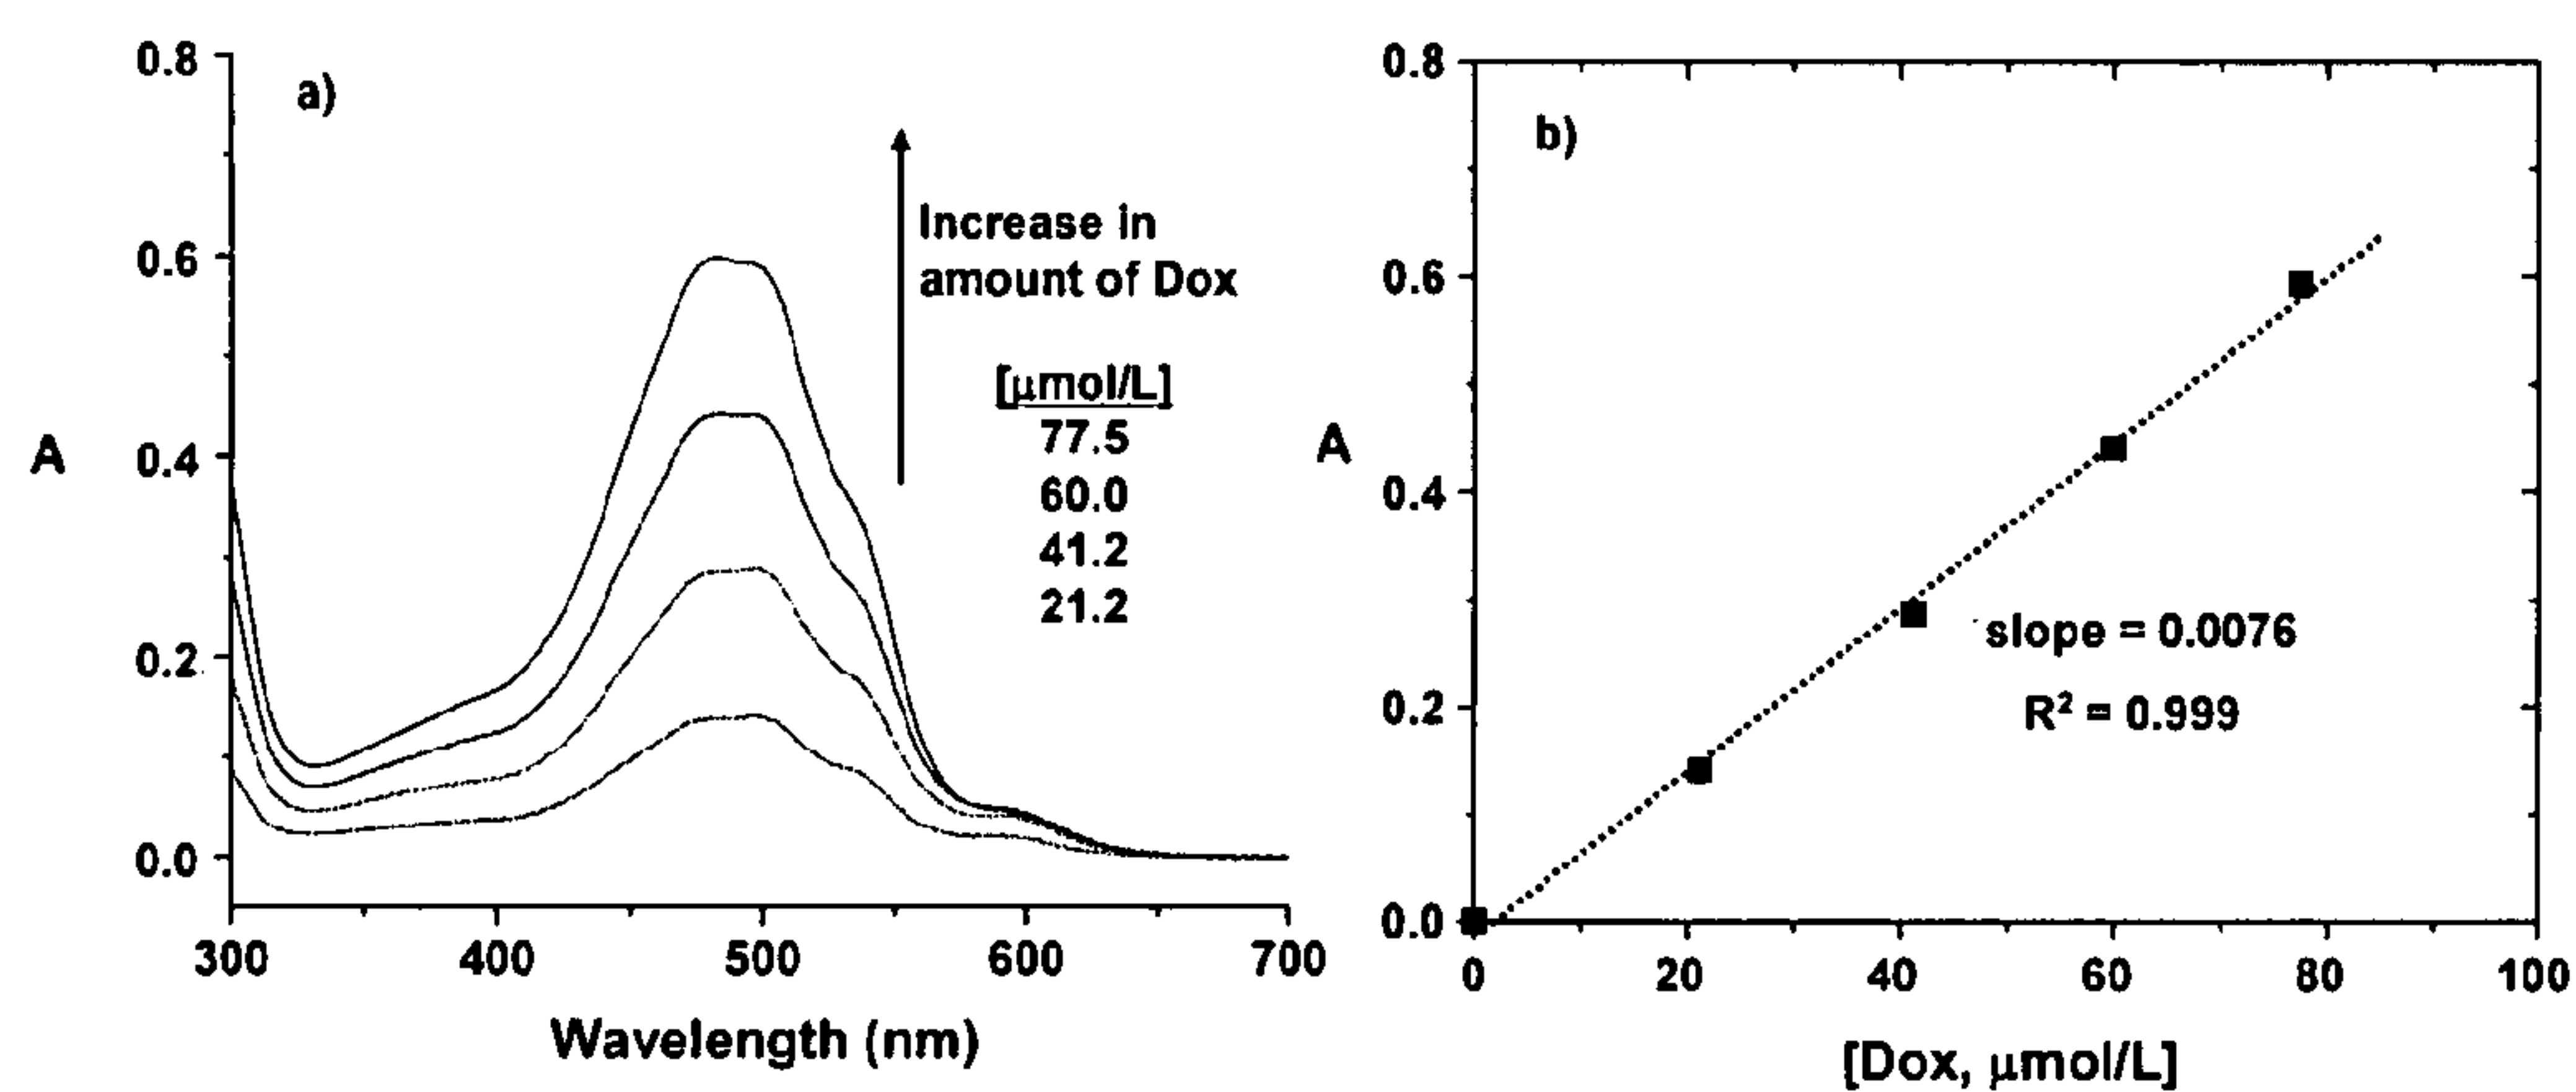 a)
0.8
0.6
0.4
0.2
0.0
A
300 400 500 600 700
Wavelength (nm)
Increase in
amount of Dox
[μmol/L]
77.5
60.0
41.2
21.2
b)
0.8
0.6
0.4
0.2
0.0
A
slope = 0.0076
R² = 0.999
0 20 40 60 80 100
[Dox, μmol/L]